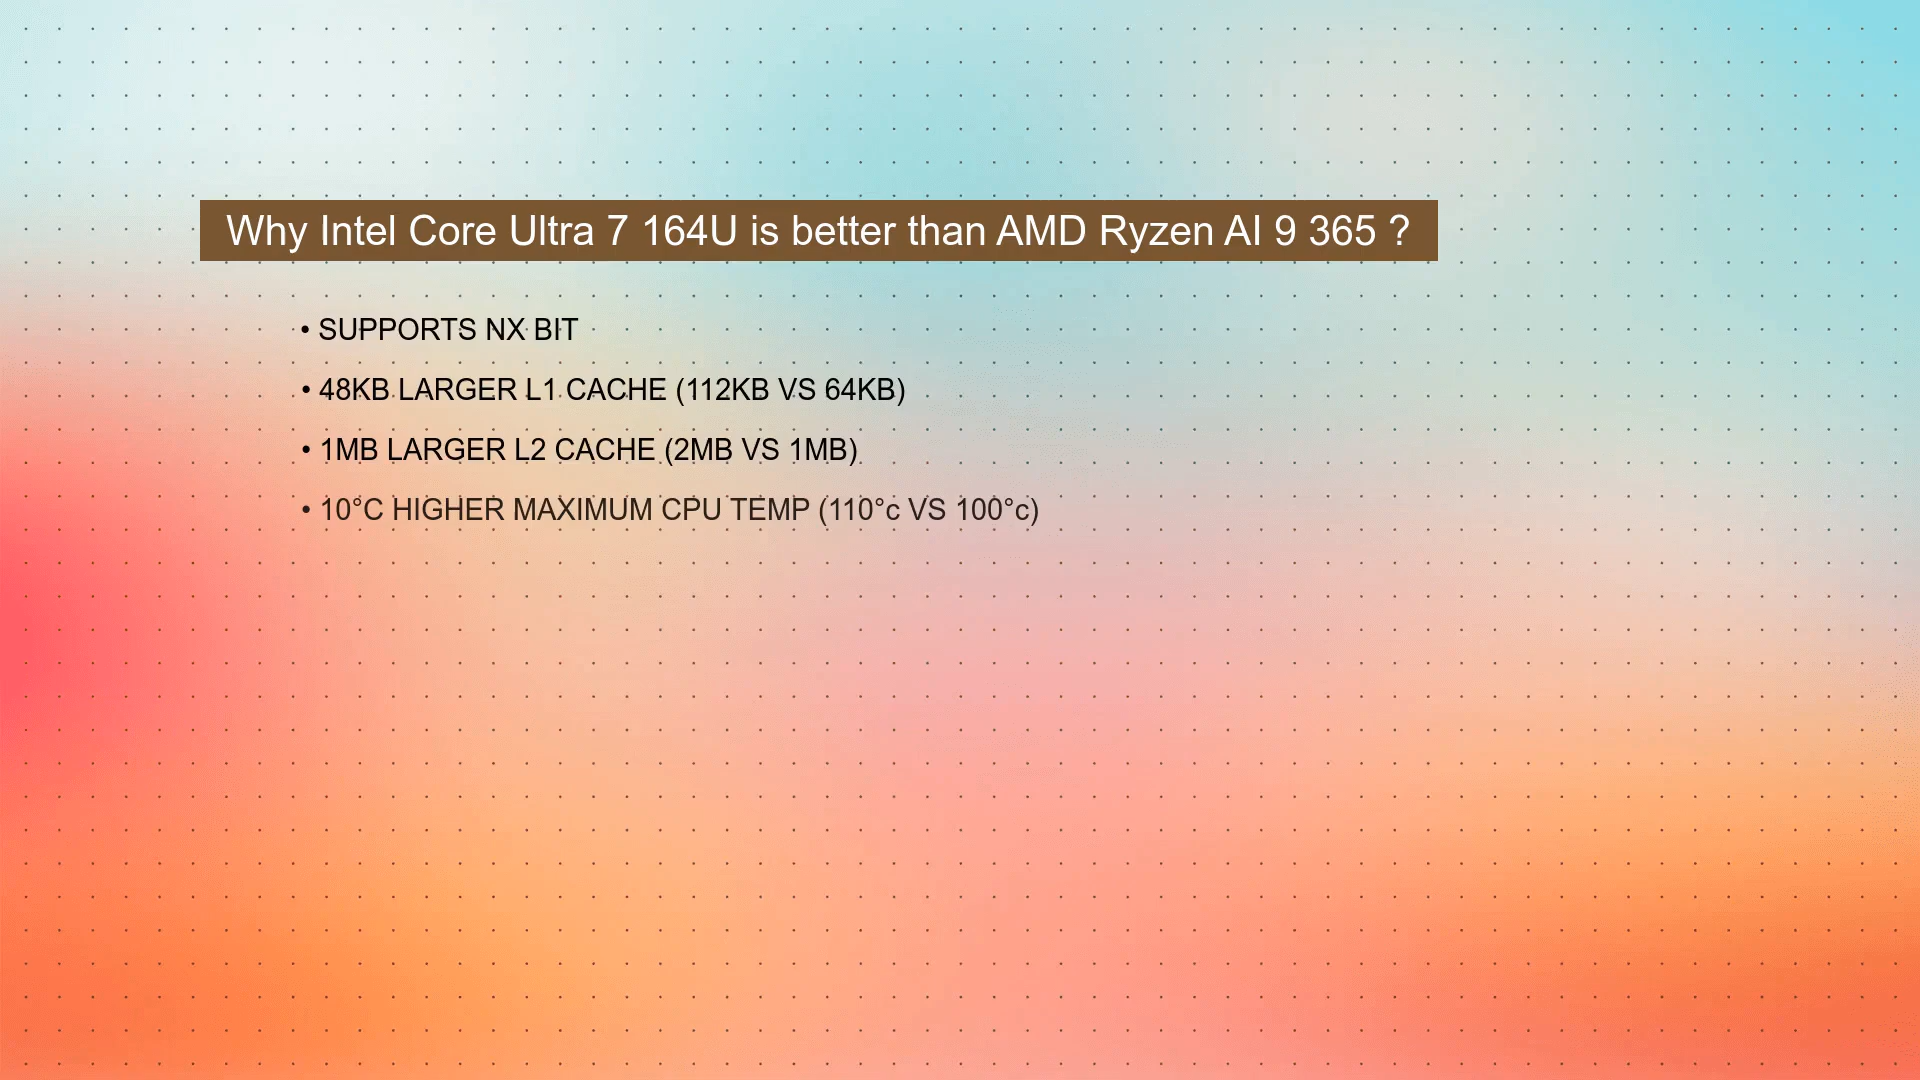 Why Intel Core Ultra 7 164U is better than AMD Ryzen AI 9 365 ?
• SUPPORTS NX BIT
• 48KB LARGER L1 CACHE (112KB VS 64KB)
• 1MB LARGER L2 CACHE (2MB VS 1MB)
• 10°C HIGHER MAXIMUM CPU TEMP (110°c VS 100°c)